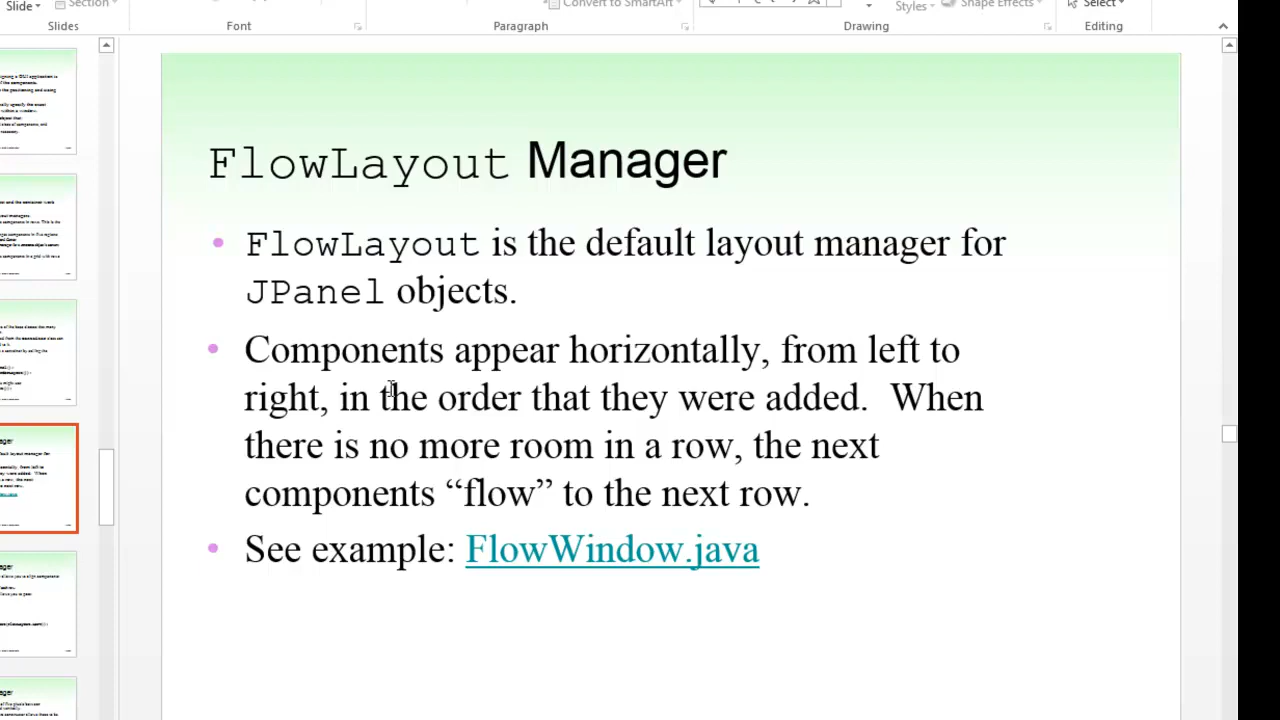 Slide
Section
Convert to SmartArt
Styles
Shape Effects
Select
Slides
Font
Paragraph
Drawing
Editing
FlowLayout Manager
• FlowLayout is the default layout manager for
JPanel objects.
• Components appear horizontally, from left to
right, in the order that they were added.  When
there is no more room in a row, the next
components “flow” to the next row.
• See example: FlowWindow.java